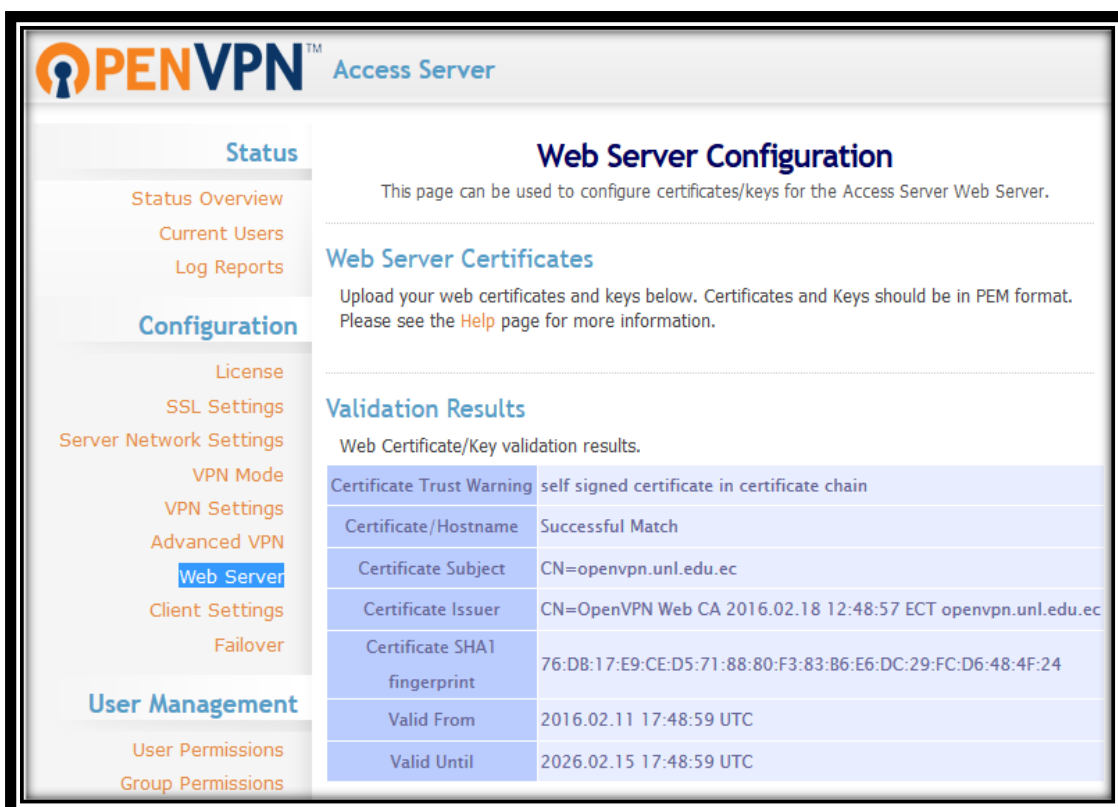 OPENVPN™ Access Server
Status
Status Overview
Current Users
Log Reports
Configuration
License
SSL Settings
Server Network Settings
VPN Mode
VPN Settings
Advanced VPN
Web Server
Client Settings
Failover
User Management
User Permissions
Group Permissions
Web Server Configuration
This page can be used to configure certificates/keys for the Access Server Web Server.
Web Server Certificates
Upload your web certificates and keys below. Certificates and Keys should be in PEM format.
Please see the Help page for more information.
Validation Results
Web Certificate/Key validation results.
Certificate Trust Warning self signed certificate in certificate chain
Certificate/Hostname Successful Match
Certificate Subject CN=openvpn.unl.edu.ec
Certificate Issuer CN=OpenVPN Web CA 2016.02.18 12:48:57 ECT openvpn.unl.edu.ec
Certificate SHA1
fingerprint
76:DB:17:E9:CE:D5:71:88:80:F3:83:B6:E6:DC:29:FC:D6:48:4F:24
Valid From 2016.02.11 17:48:59 UTC
Valid Until 2026.02.15 17:48:59 UTC